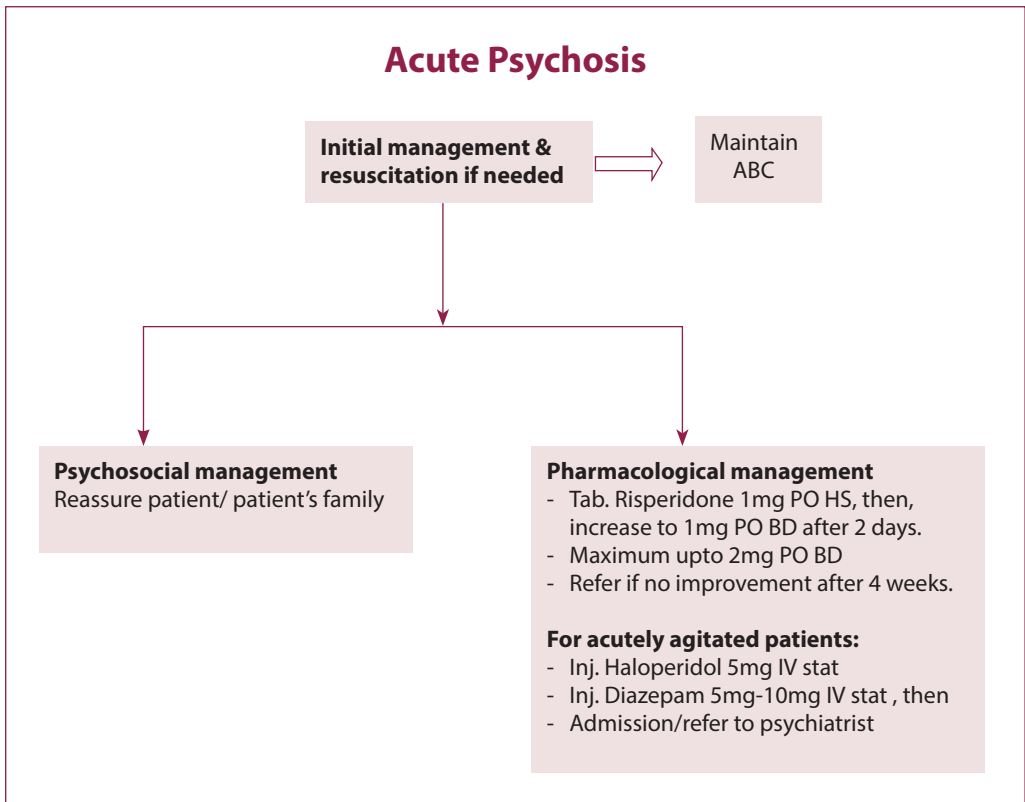 Acute Psychosis
Initial management &
resuscitation if needed
Maintain
ABC
Psychosocial management
Reassure patient/ patient's family
Pharmacological management
- Tab. Risperidone 1mg PO HS, then,
increase to 1mg PO BD after 2 days.
- Maximum upto 2mg PO BD
- Refer if no improvement after 4 weeks.
For acutely agitated patients:
- Inj. Haloperidol 5mg IV stat
- Inj. Diazepam 5mg-10mg IV stat , then
- Admission/refer to psychiatrist